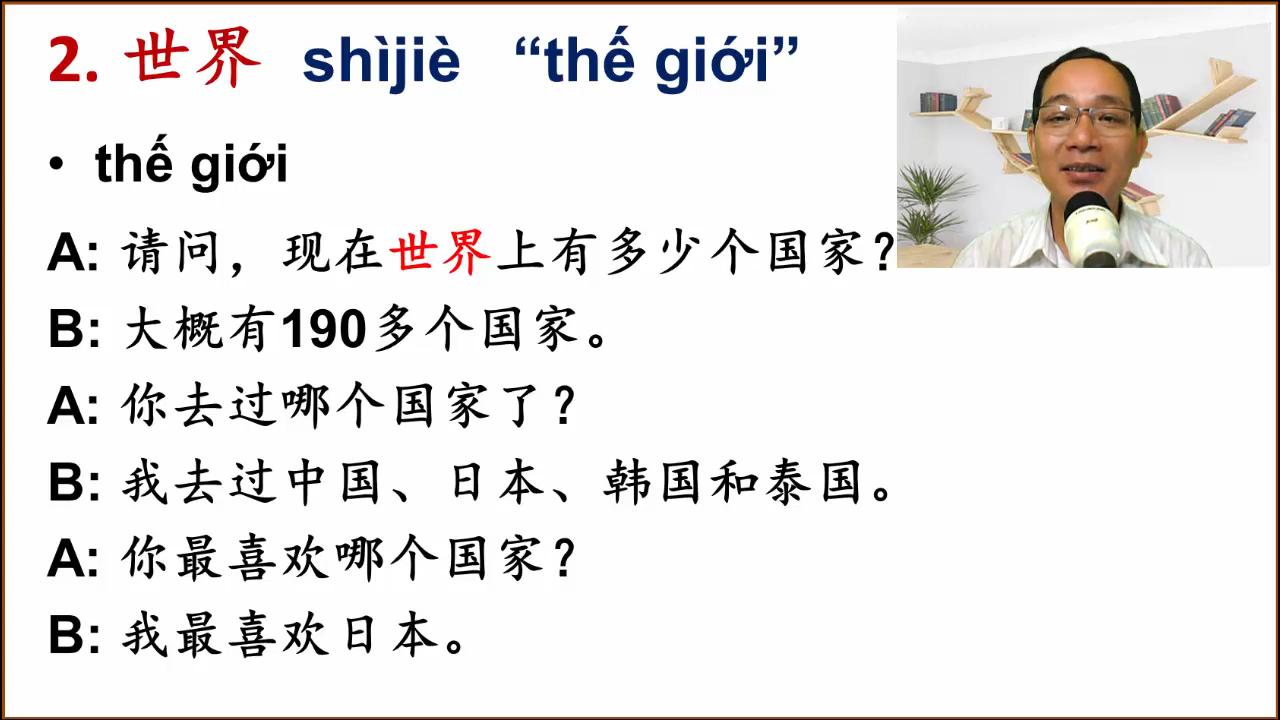 2. 世界 shìjiè “thế giới”
• thế giới
A: 请问，现在世界上有多少个国家？
B: 大概有190多个国家。
A: 你去过哪个国家了？
B: 我去过中国、日本、韩国和泰国。
A: 你最喜欢哪个国家？
B: 我最喜欢日本。